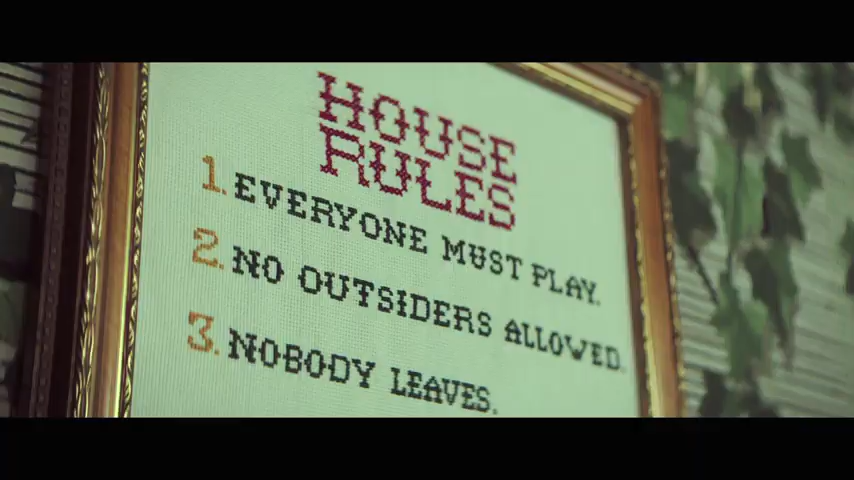 HOUSE
RULES
1. EVERYONE MUST PLAY.
2. NO OUTSIDERS ALLOWED.
3. NOBODY LEAVES.